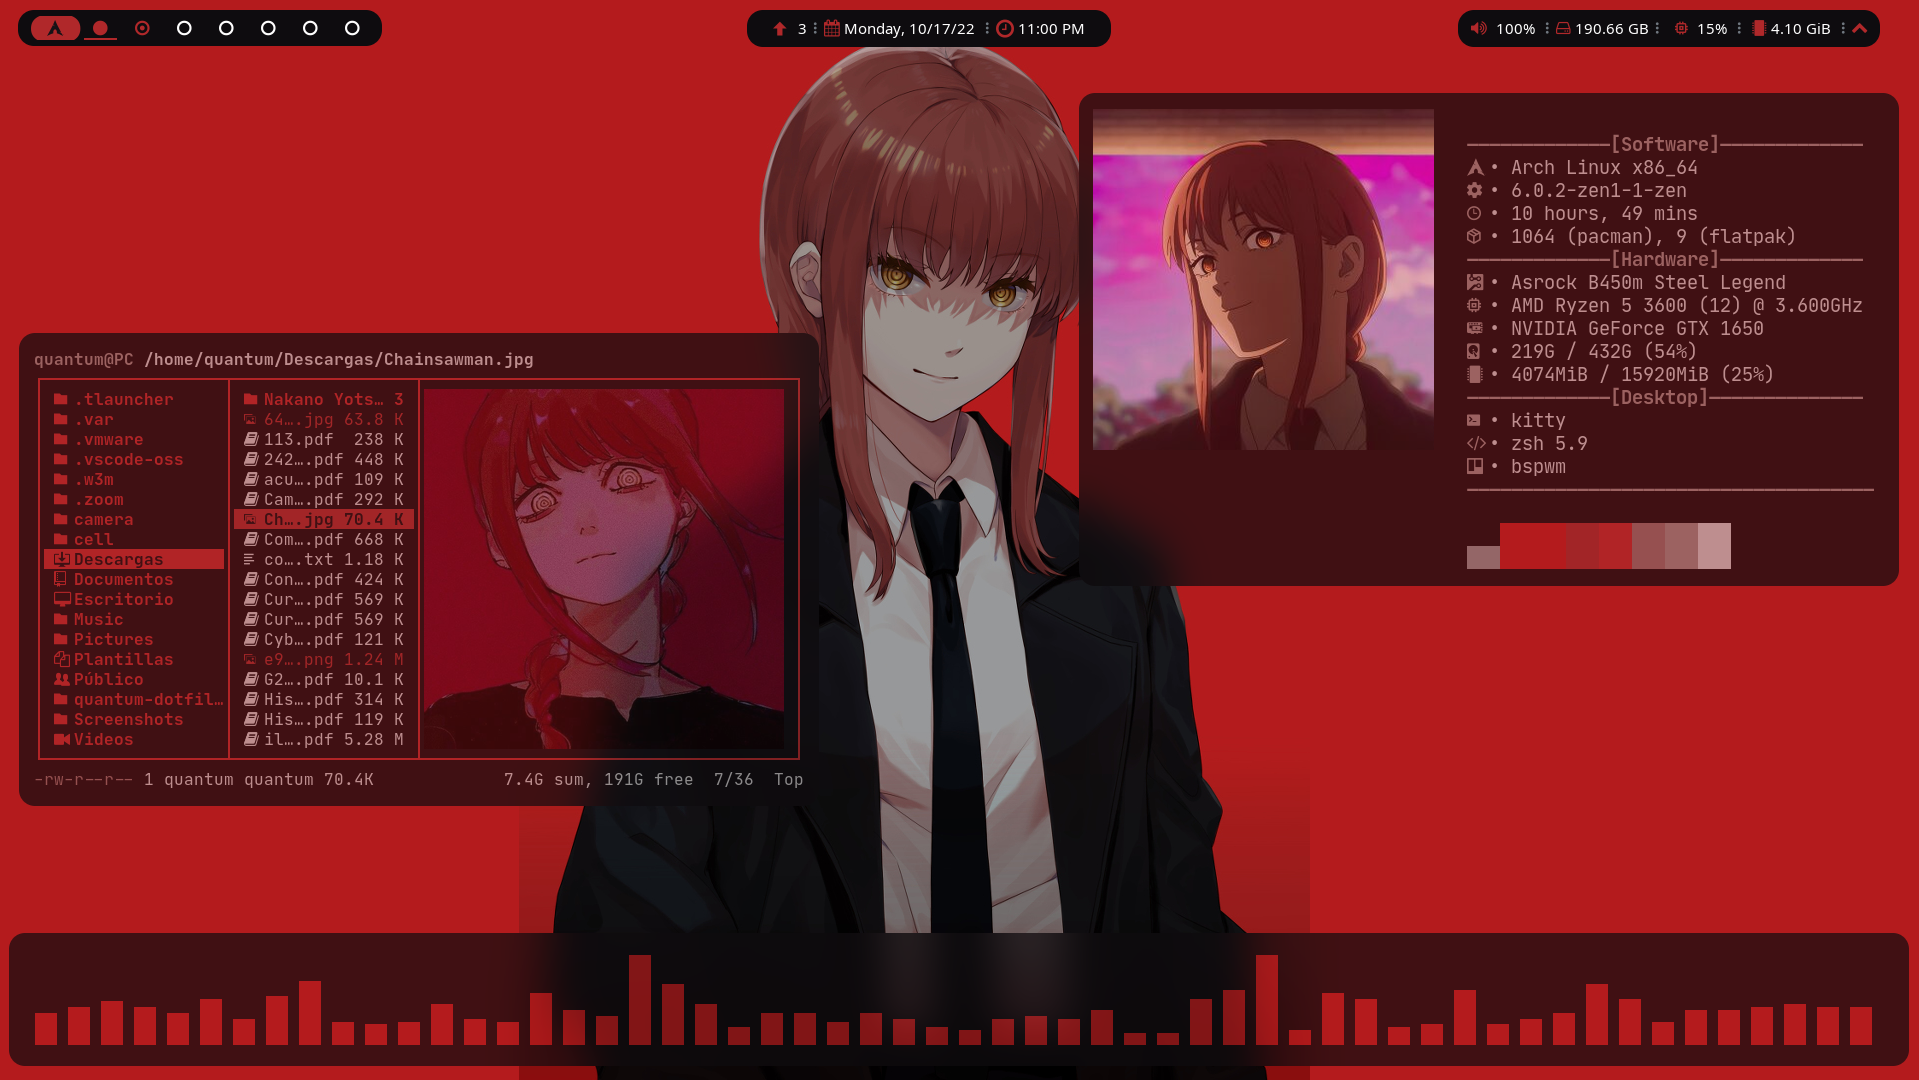 3 Monday, 10/17/22 11:00 PM
100% 190.66 GB 15% 4.10 GiB
[Software]
• Arch Linux x86_64
• 6.0.2-zen1-1-zen
• 10 hours, 49 mins
• 1064 (pacman), 9 (flatpak)
[Hardware]
• Asrock B450m Steel Legend
• AMD Ryzen 5 3600 (12) @ 3.600GHz
• NVIDIA GeForce GTX 1650
• 219G / 432G (54%)
• 4074MiB / 15920MiB (25%)
[Desktop]
• kitty
• zsh 5.9
• bspwm
quantum@PC /home/quantum/Descargas/Chainsawman.jpg
.tlauncher
.var
.vmware
.vscode-oss
.w3m
.zoom
camera
cell
Descargas
Documentos
Escritorio
Music
Pictures
Plantillas
Público
quantum-dotfil…
Screenshots
Videos
Nakano Yots… 3
64….jpg 63.8 K
113.pdf 238 K
242….pdf 448 K
acu….pdf 109 K
Cam….pdf 292 K
Ch….jpg 70.4 K
Com….pdf 668 K
co….txt 1.18 K
Con….pdf 424 K
Cur….pdf 569 K
Cur….pdf 569 K
Cyb….pdf 121 K
e9….png 1.24 M
G2….pdf 10.1 K
His….pdf 314 K
His….pdf 119 K
il….pdf 5.28 M
-rw-r--r-- 1 quantum quantum 70.4K 7.4G sum, 191G free 7/36 Top